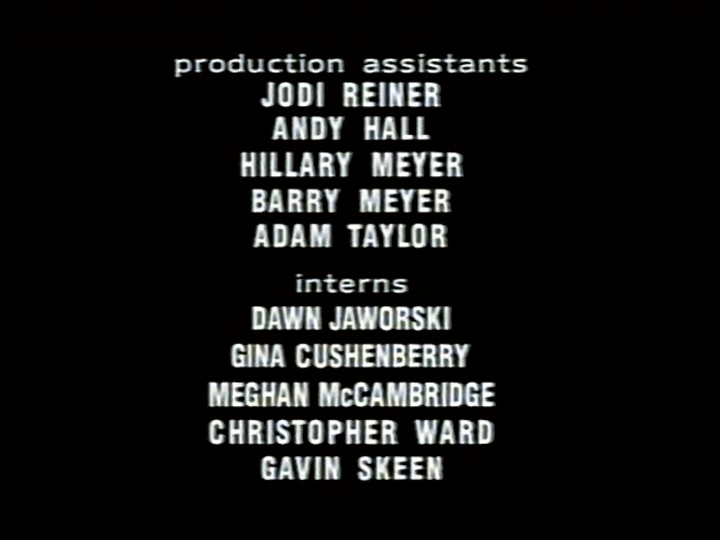 production assistants
JODI REINER
ANDY HALL
HILLARY MEYER
BARRY MEYER
ADAM TAYLOR
interns
DAWN JAWORSKI
GINA CUSHENBERRY
MEGHAN McCAMBRIDGE
CHRISTOPHER WARD
GAVIN SKEEN